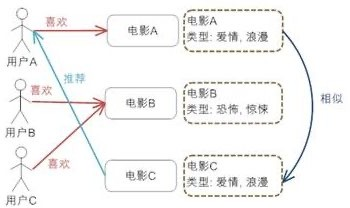 喜欢
电影A
电影A
类型: 爱情, 浪漫
用户A
推荐
喜欢
电影B
电影B
类型: 恐怖, 惊悚
相似
用户B
喜欢
电影C
电影C
类型: 爱情, 浪漫
用户C